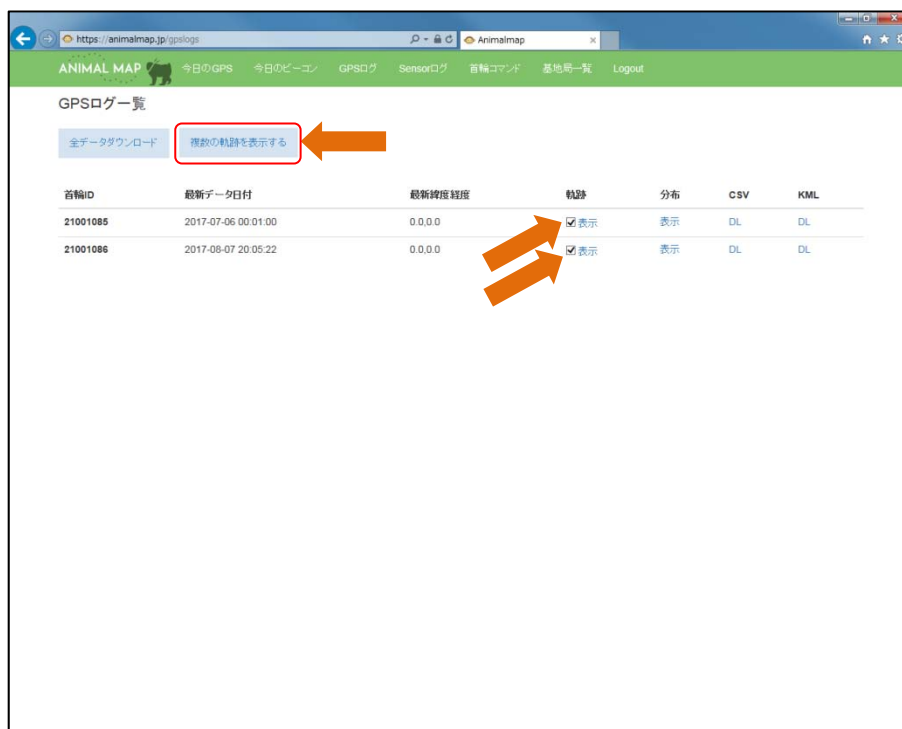 https://animalmap.jp/gpslogs
Animalmap
ANIMAL MAP 今日のGPS 今日のビーコン GPSログ Sensorログ 首輪コマンド 基地局一覧 Logout
GPSログ一覧
全データダウンロード 複数の軌跡を表示する
首輪ID 最新データ日付 最新緯度経度 軌跡 分布 CSV KML
21001085 2017-07-06 00:01:00 0.0,0.0 表示 表示 DL DL
21001086 2017-08-07 20:05:22 0.0,0.0 表示 表示 DL DL